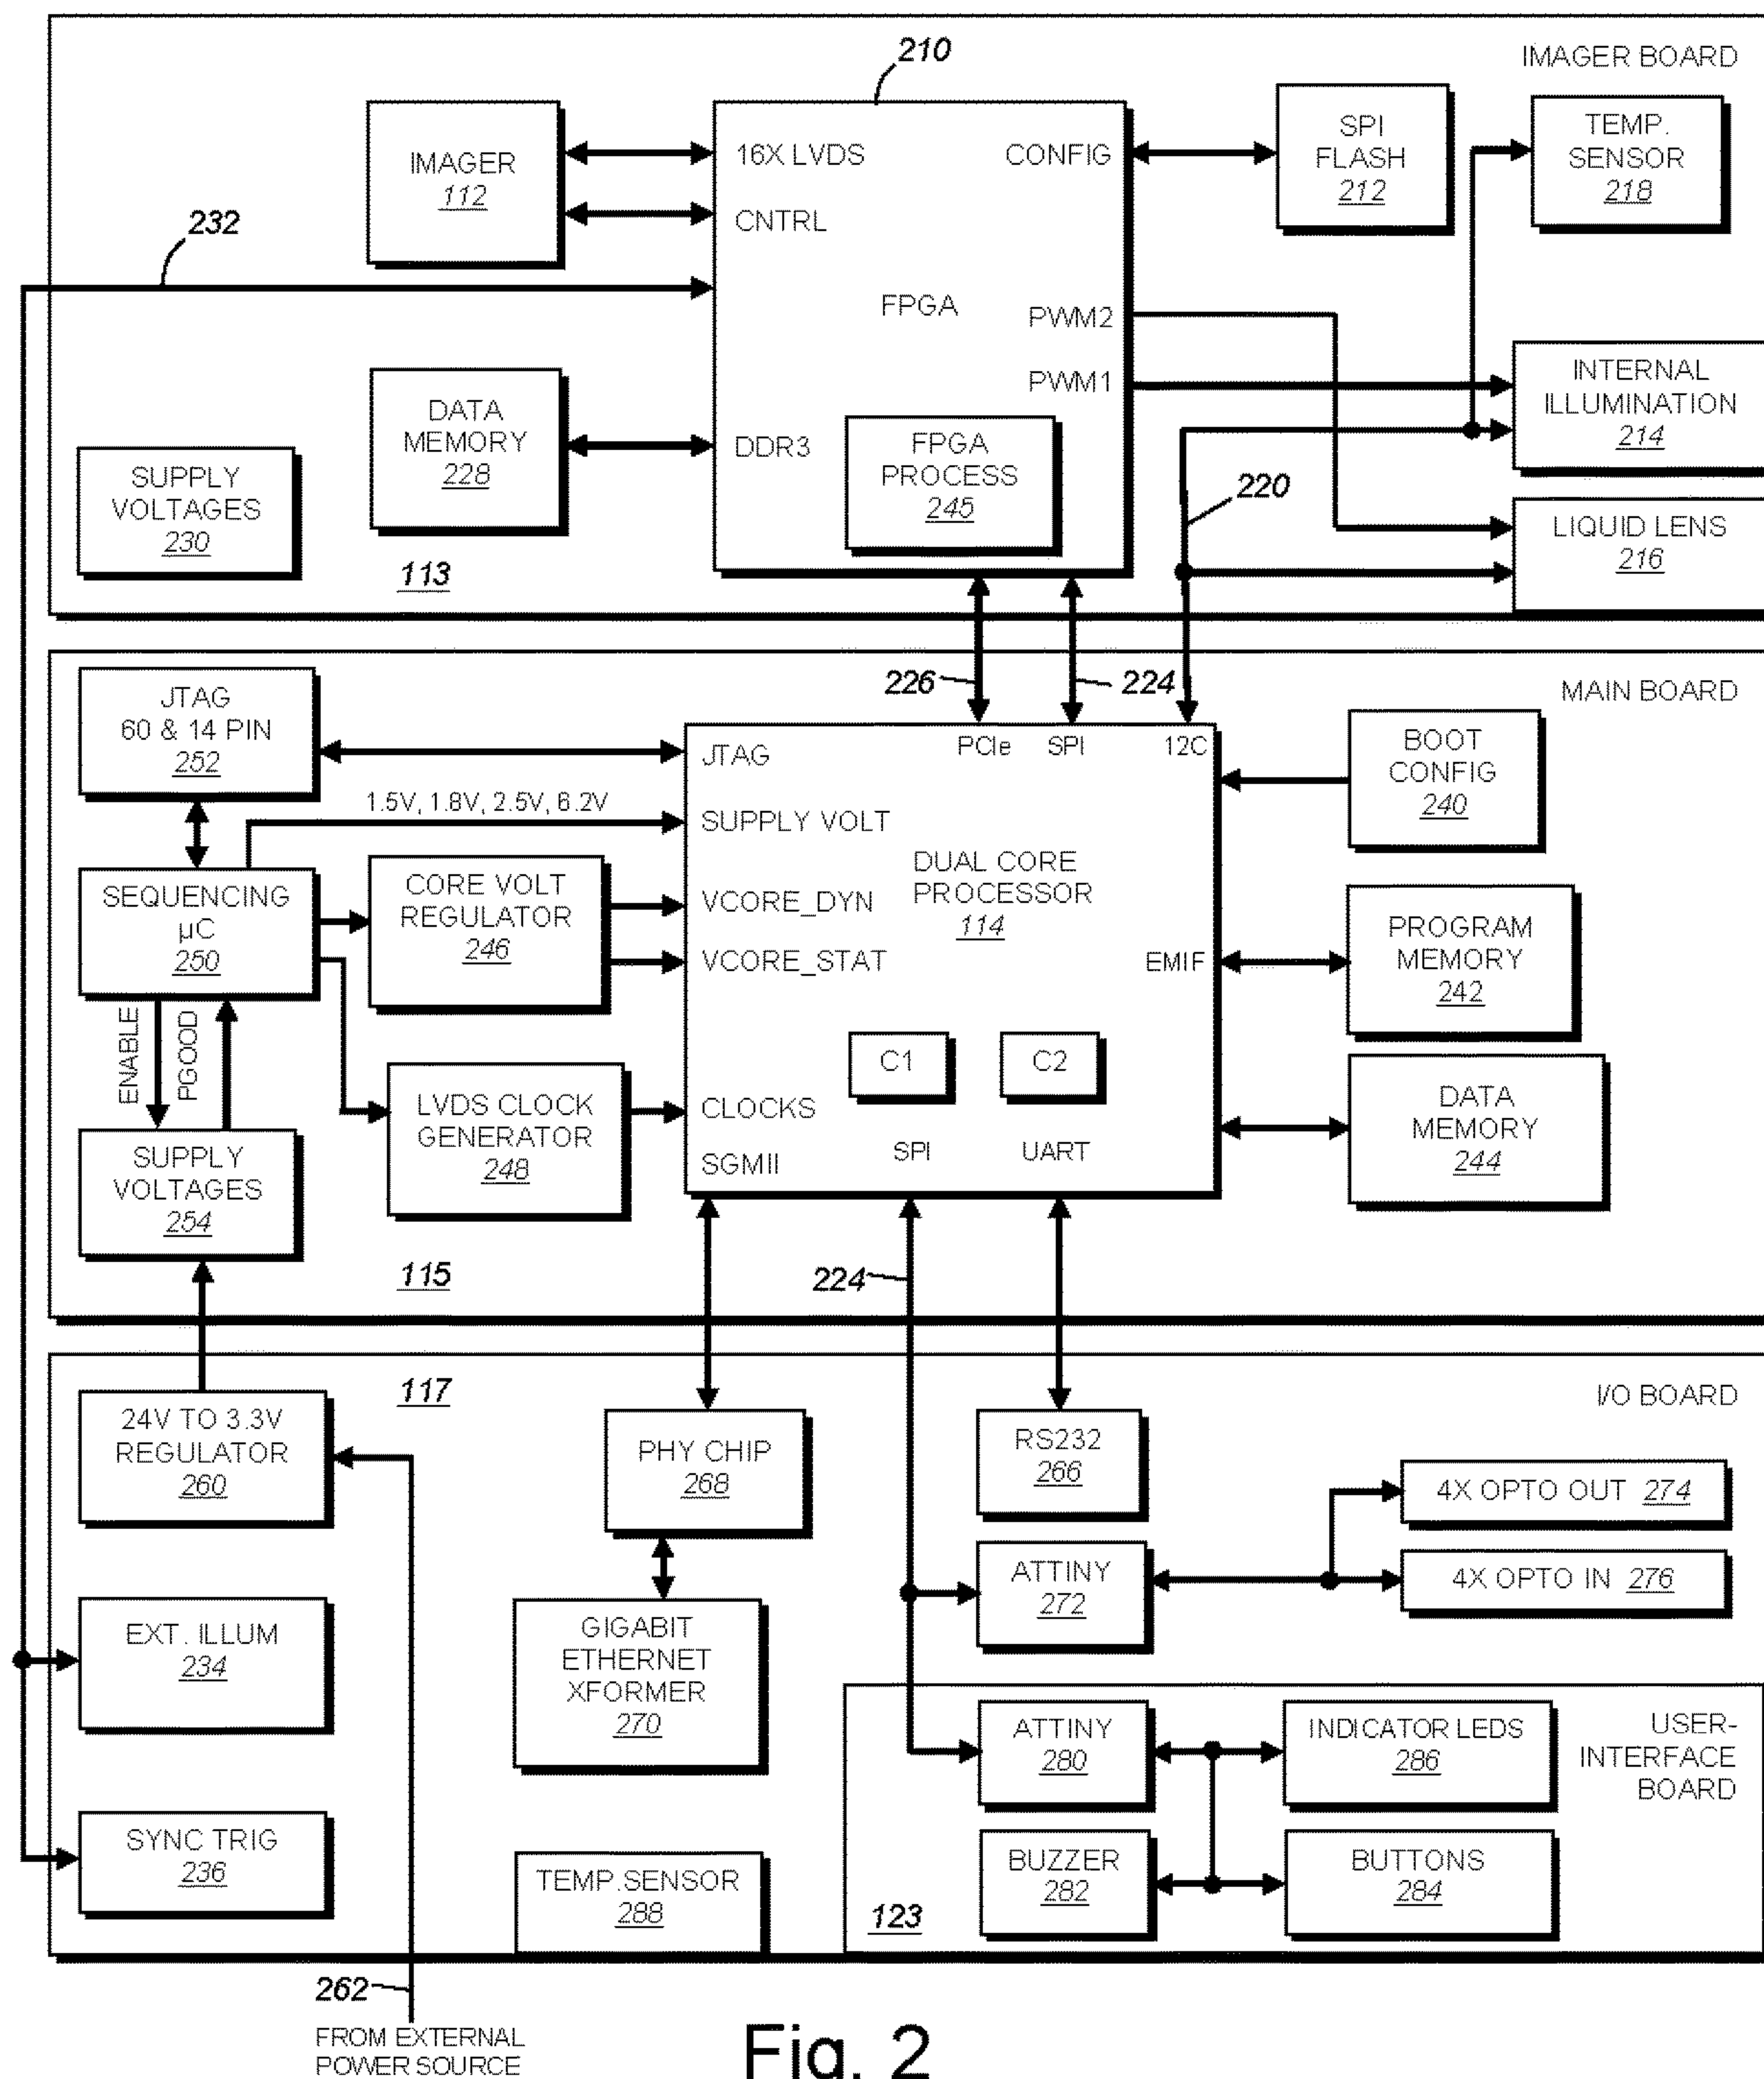 210
IMAGER BOARD
IMAGER
112
16X LVDS
CNTRL
CONFIG
SPI
FLASH
212
TEMP.
SENSOR
218
232
FPGA
PWM2
PWM1
DATA
MEMORY
228
DDR3
FPGA
PROCESS
245
INTERNAL
ILLUMINATION
214
220
LIQUID LENS
216
SUPPLY
VOLTAGES
230
113
226
224
MAIN BOARD
JTAG
60 & 14 PIN
252
JTAG
PCIe
SPI
12C
BOOT
CONFIG
240
1.5V, 1.8V, 2.5V, 6.2V
SUPPLY VOLT
DUAL CORE
PROCESSOR
114
SEQUENCING
µC
250
CORE VOLT
REGULATOR
246
VCORE_DYN
VCORE_STAT
EMIF
PROGRAM
MEMORY
242
ENABLE
PGOOD
C1
C2
LVDS CLOCK
GENERATOR
248
CLOCKS
SGMII
SPI
UART
DATA
MEMORY
244
SUPPLY
VOLTAGES
254
115
224
117
I/O BOARD
24V TO 3.3V
REGULATOR
260
PHY CHIP
268
RS232
266
4X OPTO OUT 274
4X OPTO IN 276
ATTINY
272
EXT. ILLUM
234
GIGABIT
ETHERNET
XFORMER
270
ATTINY
280
INDICATOR LEDS
286
USER-
INTERFACE
BOARD
SYNC TRIG
236
TEMP.SENSOR
288
BUZZER
282
BUTTONS
284
123
262
FROM EXTERNAL
POWER SOURCE
Fig. 2